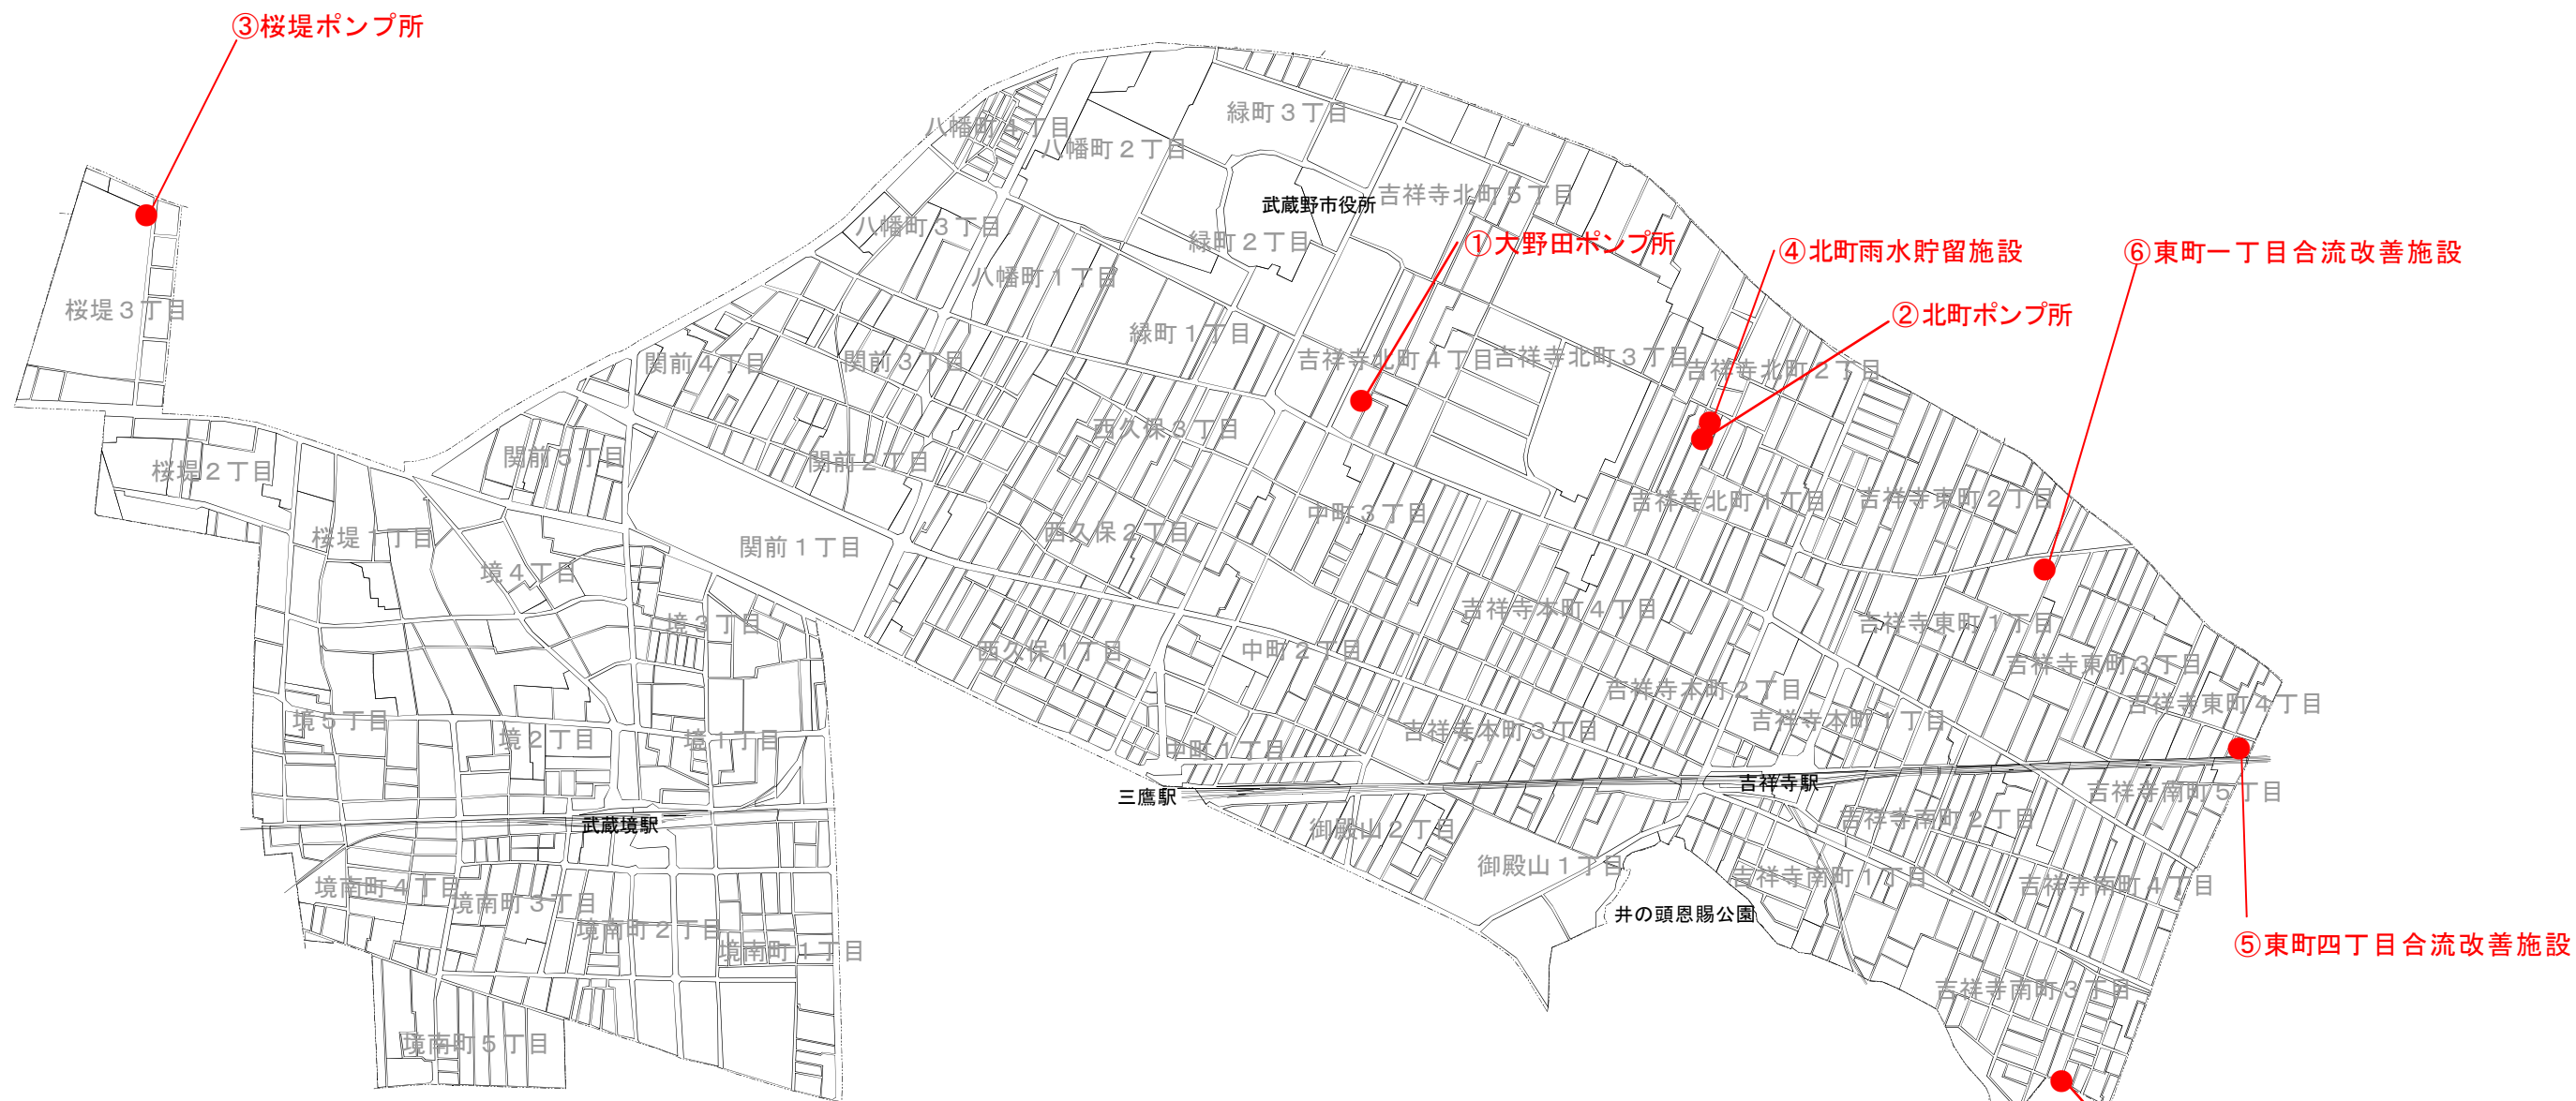 ③桜堤ポンプ所
緑町３丁目
八幡町４丁目
八幡町２丁目
吉祥寺北町５丁目
武蔵野市役所
八幡町３丁目
緑町２丁目
①大野田ポンプ所
④北町雨水貯留施設
⑥東町一丁目合流改善施設
八幡町１丁目
桜堤３丁目
②北町ポンプ所
緑町１丁目
関前４丁目
関前３丁目
吉祥寺北町４丁目
吉祥寺北町３丁目
吉祥寺北町２丁目
西久保３丁目
関前５丁目
関前２丁目
桜堤２丁目
吉祥寺北町１丁目
吉祥寺東町２丁目
中町３丁目
桜堤１丁目
西久保２丁目
関前１丁目
境４丁目
吉祥寺本町４丁目
境３丁目
吉祥寺東町１丁目
西久保１丁目
中町２丁目
吉祥寺東町３丁目
吉祥寺本町２丁目
吉祥寺東町４丁目
境５丁目
吉祥寺本町１丁目
吉祥寺本町３丁目
境２丁目
境１丁目
中町１丁目
吉祥寺駅
吉祥寺南町５丁目
三鷹駅
武蔵境駅
御殿山２丁目
吉祥寺南町２丁目
御殿山１丁目
吉祥寺南町１丁目
吉祥寺南町４丁目
境南町４丁目
境南町３丁目
井の頭恩賜公園
境南町２丁目
境南町１丁目
⑤東町四丁目合流改善施設
吉祥寺南町３丁目
境南町５丁目